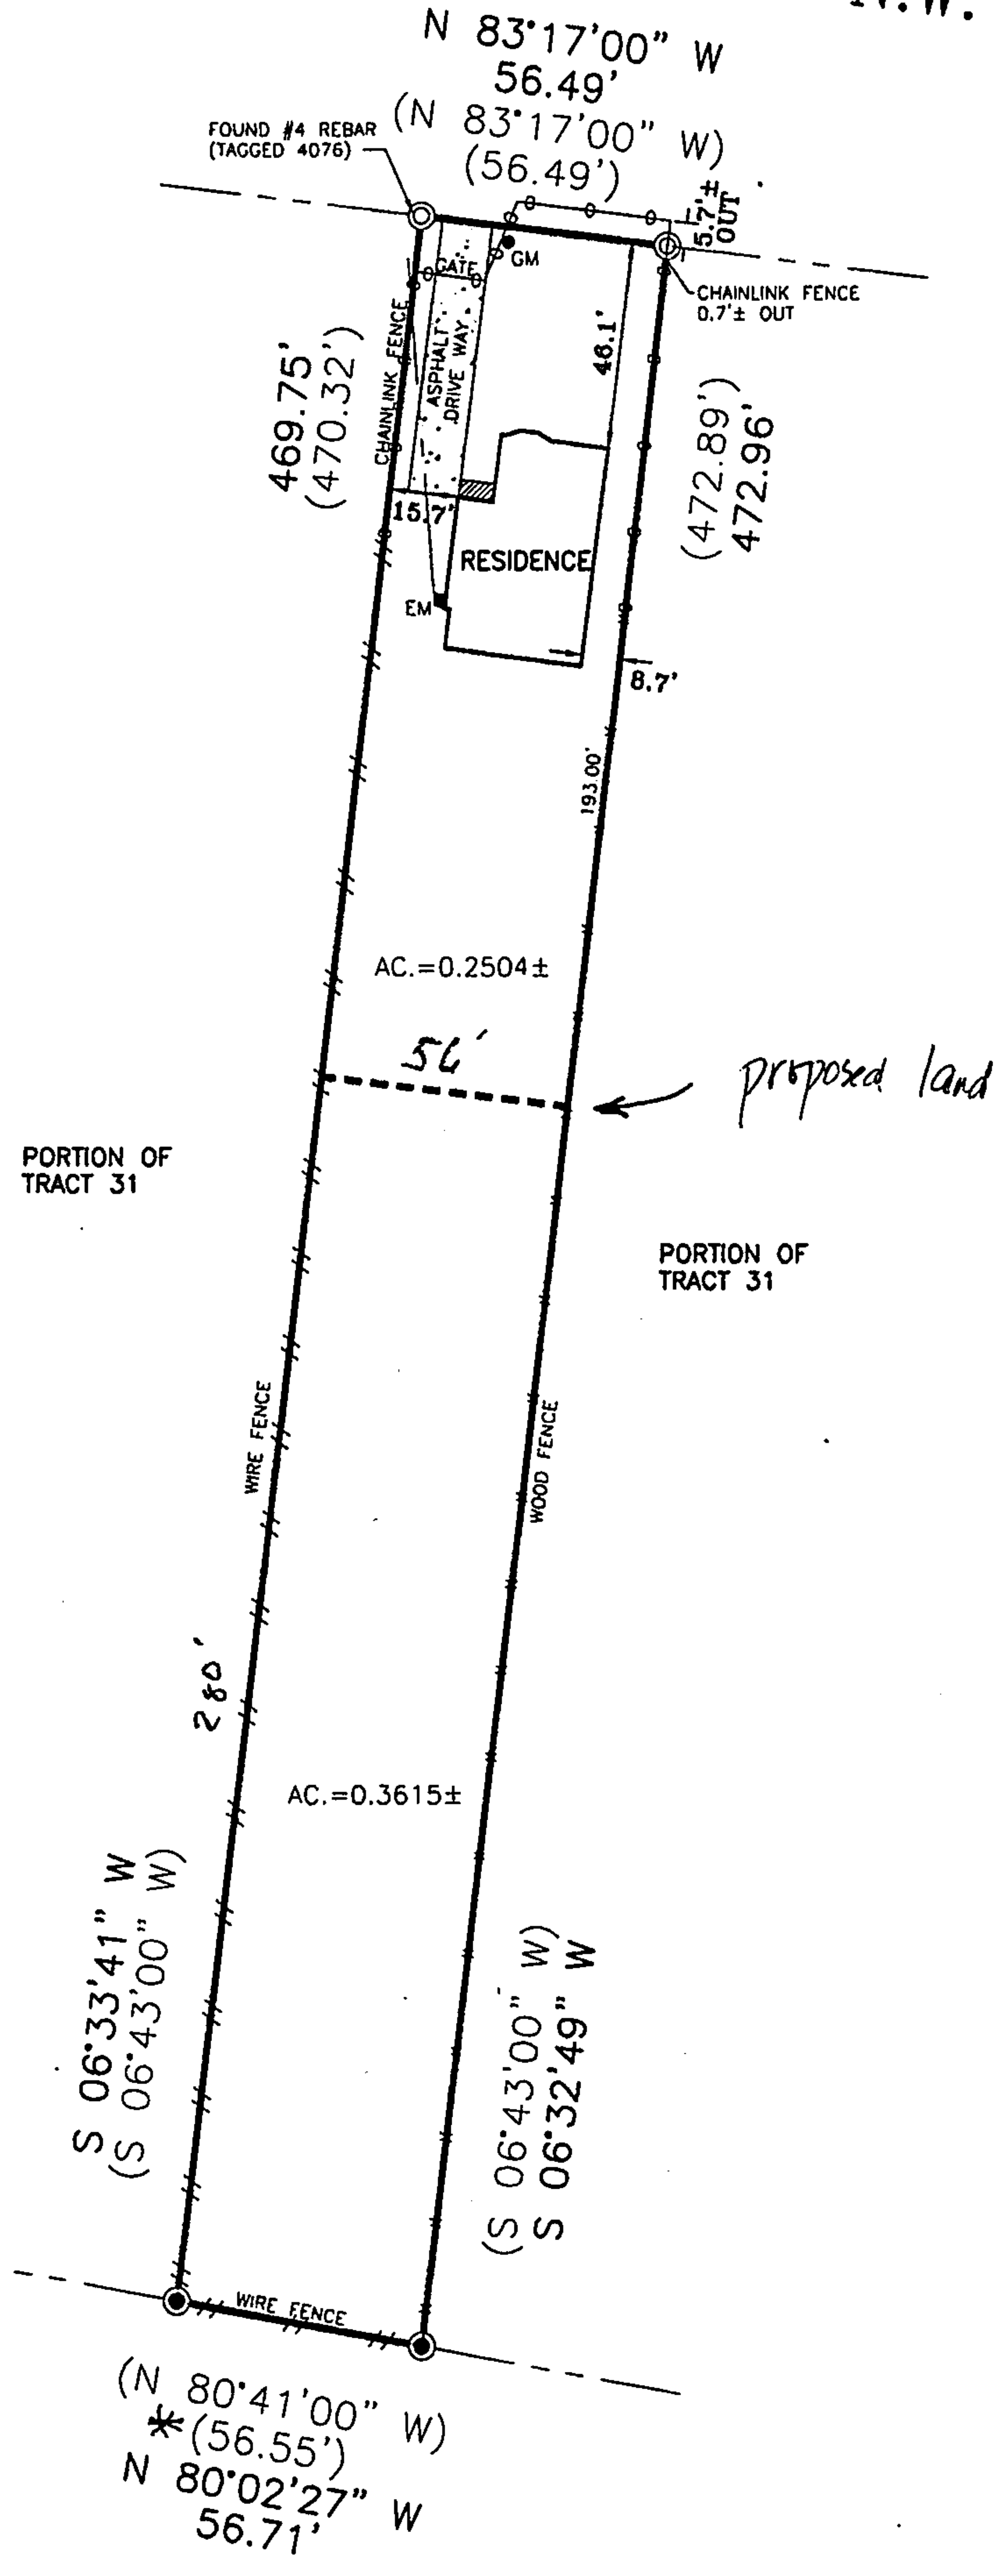 N.W.
N 83°17'00" W
56.49'
(N 83°17'00" W)
(56.49')
FOUND #4 REBAR
(TAGGED 4076)
5.7'±
OUT
GM
GATE
CHAINLINK FENCE
0.7'± OUT
469.75'
(470.32')
CHAINLINK FENCE
ASPHALT
DRIVE WAY
46.1'
(472.89')
472.96'
15.7'
RESIDENCE
EM
8.7'
193.00'
AC.=0.2504±
56'
proposed land
PORTION OF
TRACT 31
PORTION OF
TRACT 31
WIRE FENCE
WOOD FENCE
280'
AC.=0.3615±
S 06°33'41" W
(S 06°43'00" W)
(S 06°43'00" W)
S 06°32'49" W
WIRE FENCE
(N 80°41'00" W)
*(56.55')
N 80°02'27" W
56.71'